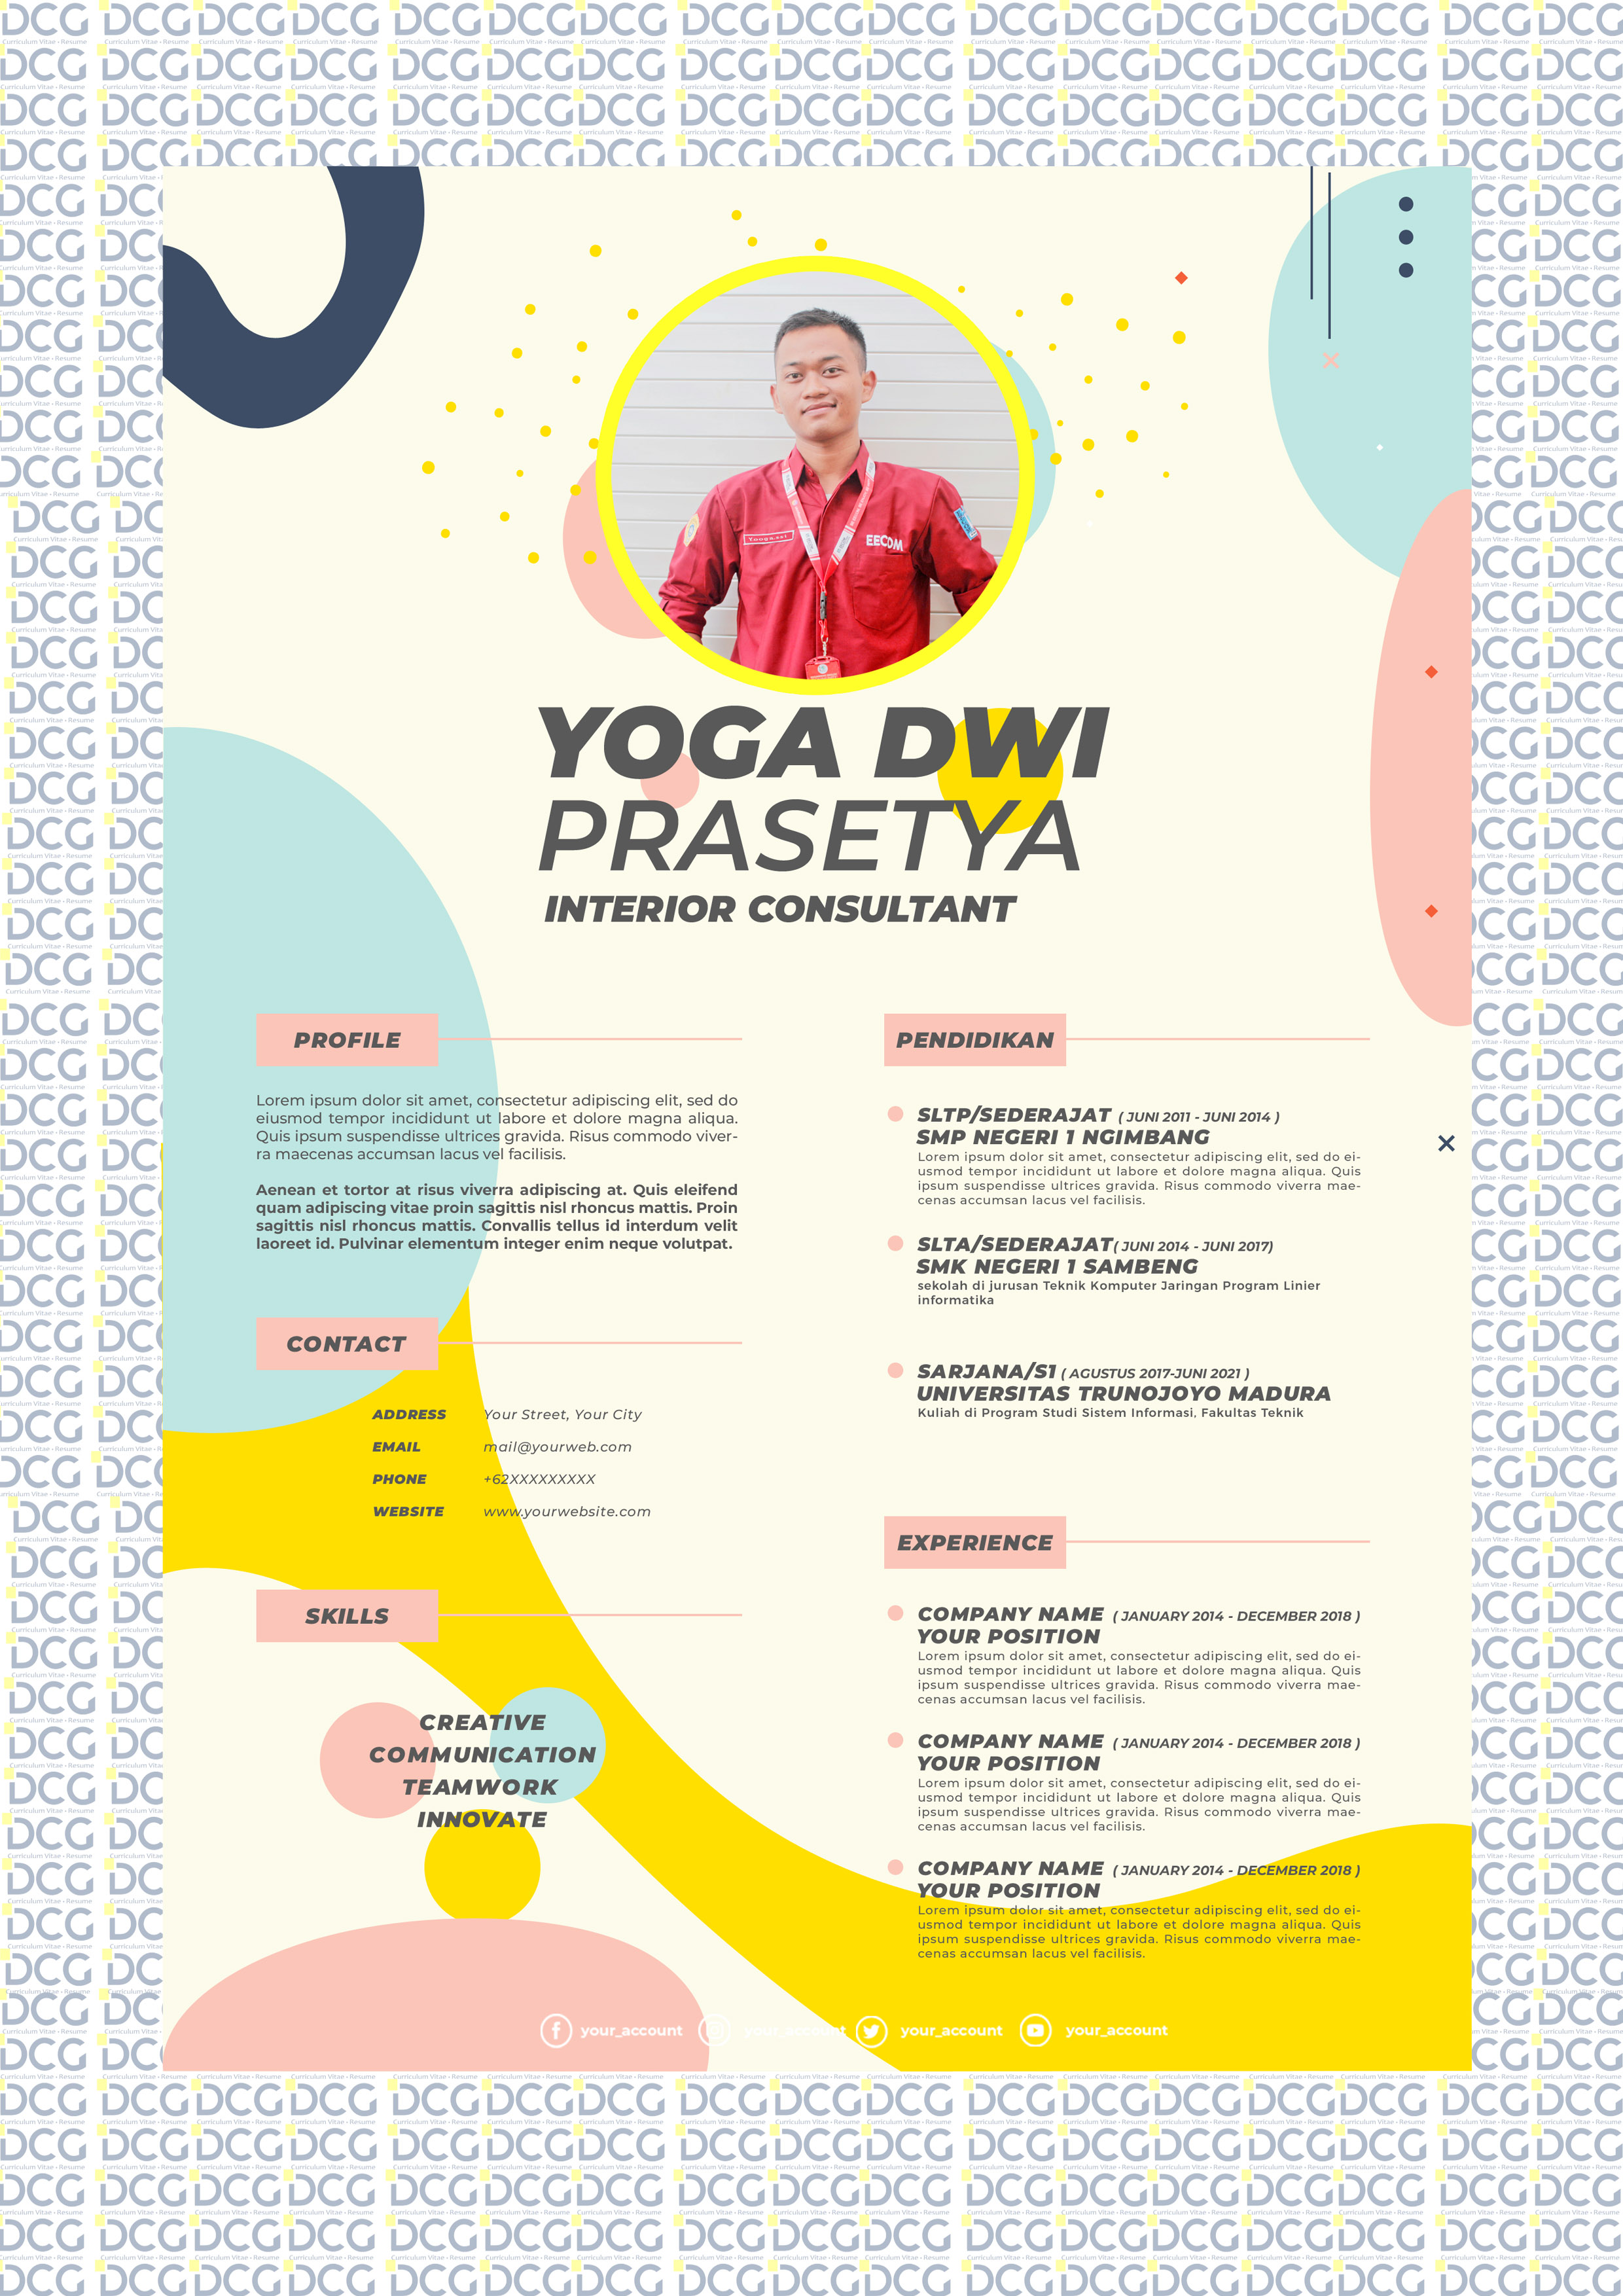 YOGA DWI
PRASETYA
INTERIOR CONSULTANT
PROFILE
Lorem ipsum dolor sit amet, consectetur adipiscing elit, sed do
eiusmod tempor incididunt ut labore et dolore magna aliqua.
Quis ipsum suspendisse ultrices gravida. Risus commodo viver-
ra maecenas accumsan lacus vel facilisis.
Aenean et tortor at risus viverra adipiscing at. Quis eleifend
quam adipiscing vitae proin sagittis nisl rhoncus mattis. Proin
sagittis nisl rhoncus mattis. Convallis tellus id interdum velit
laoreet id. Pulvinar elementum integer enim neque volutpat.
CONTACT
ADDRESS Your Street, Your City
EMAIL mail@yourweb.com
PHONE +62XXXXXXXXX
WEBSITE www.yourwebsite.com
SKILLS
CREATIVE
COMMUNICATION
TEAMWORK
INNOVATE
PENDIDIKAN
SLTP/SEDERAJAT ( JUNI 2011 - JUNI 2014 )
SMP NEGERI 1 NGIMBANG
Lorem ipsum dolor sit amet, consectetur adipiscing elit, sed do ei-
usmod tempor incididunt ut labore et dolore magna aliqua. Quis
ipsum suspendisse ultrices gravida. Risus commodo viverra mae-
cenas accumsan lacus vel facilisis.
SLTA/SEDERAJAT( JUNI 2014 - JUNI 2017)
SMK NEGERI 1 SAMBENG
sekolah di jurusan Teknik Komputer Jaringan Program Linier
informatika
SARJANA/S1 ( AGUSTUS 2017-JUNI 2021 )
UNIVERSITAS TRUNOJOYO MADURA
Kuliah di Program Studi Sistem Informasi, Fakultas Teknik
EXPERIENCE
COMPANY NAME ( JANUARY 2014 - DECEMBER 2018 )
YOUR POSITION
Lorem ipsum dolor sit amet, consectetur adipiscing elit, sed do ei-
usmod tempor incididunt ut labore et dolore magna aliqua. Quis
ipsum suspendisse ultrices gravida. Risus commodo viverra mae-
cenas accumsan lacus vel facilisis.
COMPANY NAME ( JANUARY 2014 - DECEMBER 2018 )
YOUR POSITION
Lorem ipsum dolor sit amet, consectetur adipiscing elit, sed do ei-
usmod tempor incididunt ut labore et dolore magna aliqua. Quis
ipsum suspendisse ultrices gravida. Risus commodo viverra mae-
cenas accumsan lacus vel facilisis.
COMPANY NAME ( JANUARY 2014 - DECEMBER 2018 )
YOUR POSITION
Lorem ipsum dolor sit amet, consectetur adipiscing elit, sed do ei-
usmod tempor incididunt ut labore et dolore magna aliqua. Quis
ipsum suspendisse ultrices gravida. Risus commodo viverra mae-
cenas accumsan lacus vel facilisis.
your_account your_account your_account your_account
EECOM
DCG
Curriculum Vitae • Resume